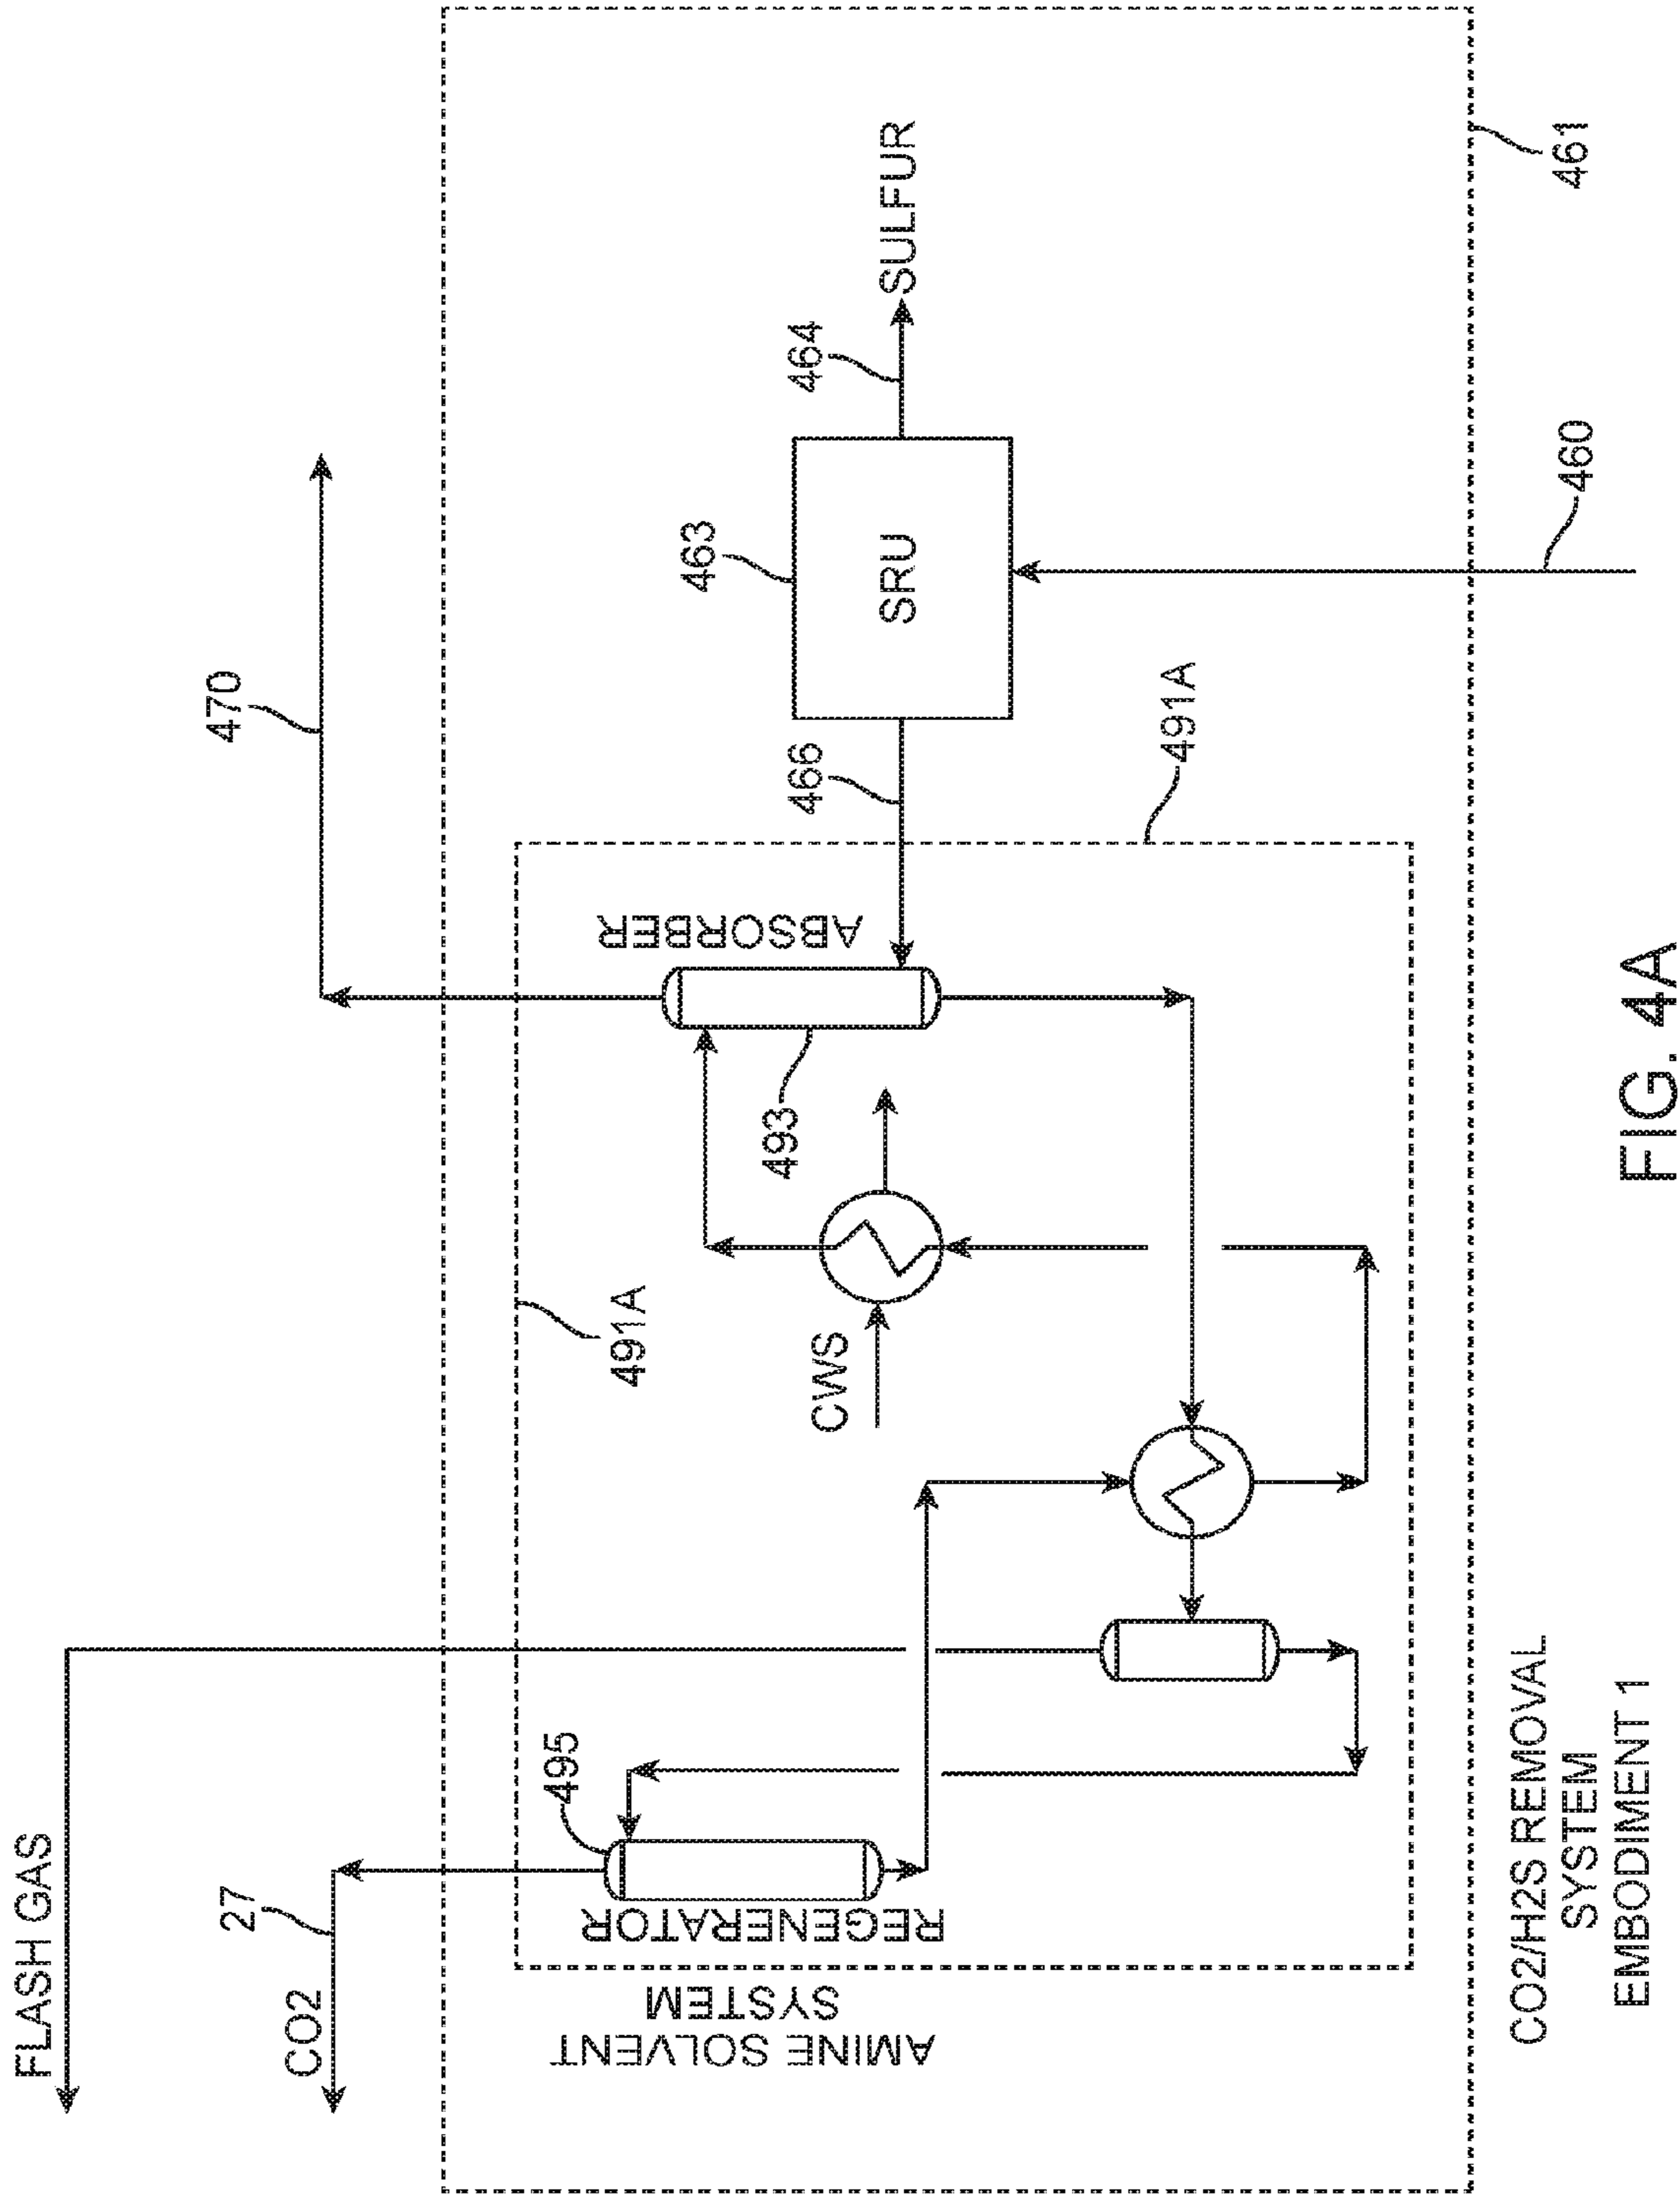 FLASH GAS
CO2
27
470
AMINE SOLVENT
SYSTEM
REGENERATOR
495
491A
CWS
493
ABSORBER
466
463
SRU
464
SULFUR
491A
460
461
CO2/H2S REMOVAL
SYSTEM
EMBODIMENT 1
FIG. 4A